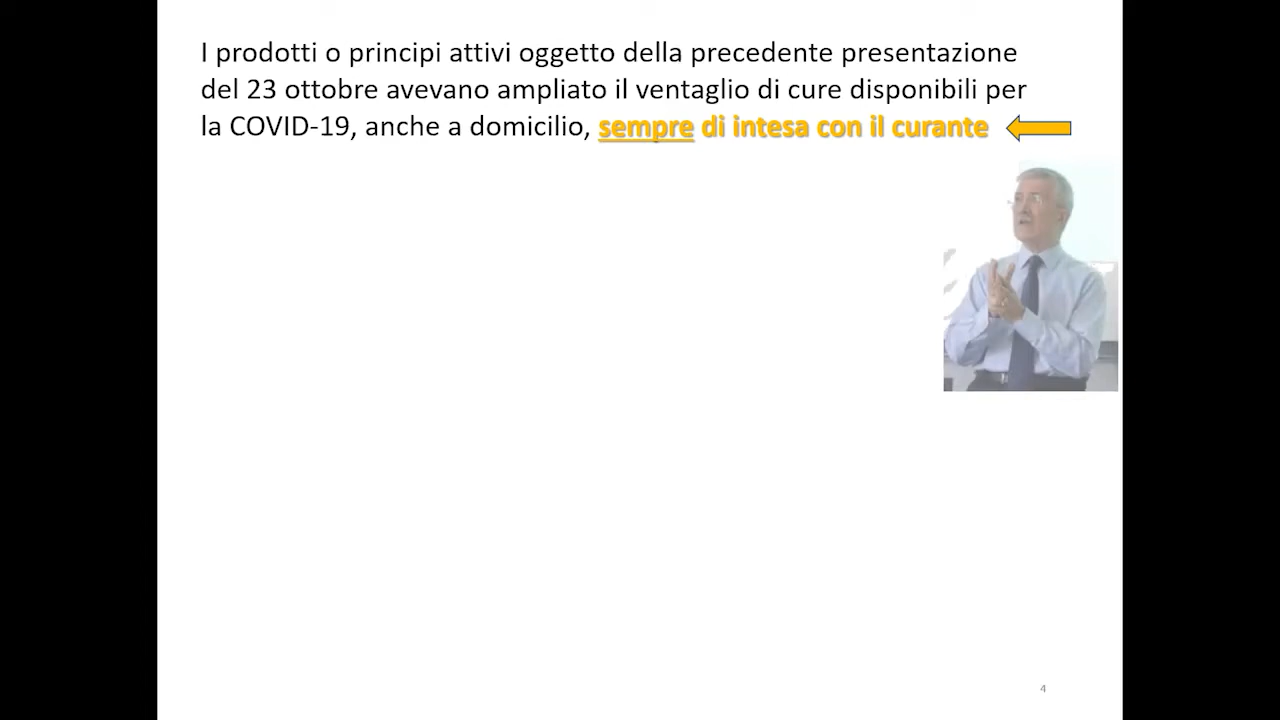 I prodotti o principi attivi oggetto della precedente presentazione
del 23 ottobre avevano ampliato il ventaglio di cure disponibili per
la COVID-19, anche a domicilio, sempre di intesa con il curante
4